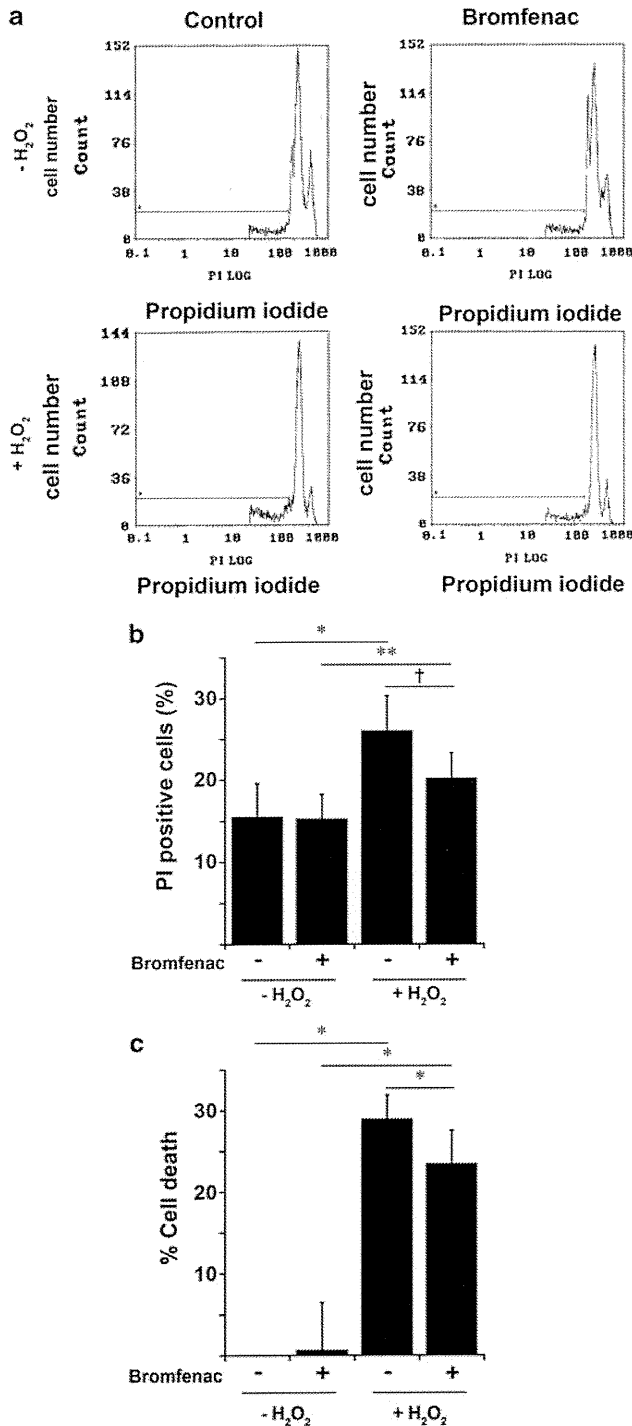 a
Control
Bromfenac
- H2O2
cell number
Count
152
114
76
38
0
0.1 1 10 100 1000
PI LOG
Propidium iodide
cell number
Count
152
114
76
38
0
0.1 1 10 100 1000
PI LOG
Propidium iodide
+ H2O2
cell number
Count
144
108
72
36
0
0.1 1 10 100 1000
PI LOG
Propidium iodide
cell number
Count
152
114
76
38
0
0.1 1 10 100 1000
PI LOG
Propidium iodide
b
*
**
†
PI positive cells (%)
30
20
10
Bromfenac - + - +
- H2O2 + H2O2
c
*
*
*
% Cell death
30
20
10
Bromfenac - + - +
- H2O2 + H2O2